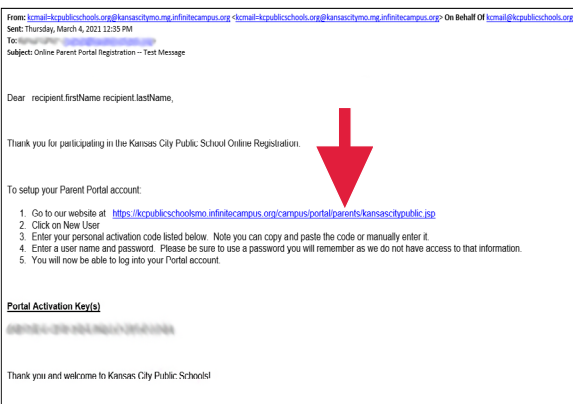 From: kcmail=kcpublicschools.org@kansascitymo.mg.infinitecampus.org <kcmail=kcpublicschools.org@kansascitymo.mg.infinitecampus.org> On Behalf Of kcmail@kcpublicschools.org
Sent: Thursday, March 4, 2021 12:35 PM
To:
Subject: Online Parent Portal Registration -- Test Message
Dear recipient.firstName recipient.lastName,
Thank you for participating in the Kansas City Public School Online Registration.
To setup your Parent Portal account:
1. Go to our website at https://kcpublicschoolsmo.infinitecampus.org/campus/portal/parents/kansascitypublic.jsp
2. Click on New User
3. Enter your personal activation code listed below. Note you can copy and paste the code or manually enter it.
4. Enter a user name and password. Please be sure to use a password you will remember as we do not have access to that information.
5. You will now be able to log into your Portal account.
Portal Activation Key(s)
Thank you and welcome to Kansas City Public Schools!